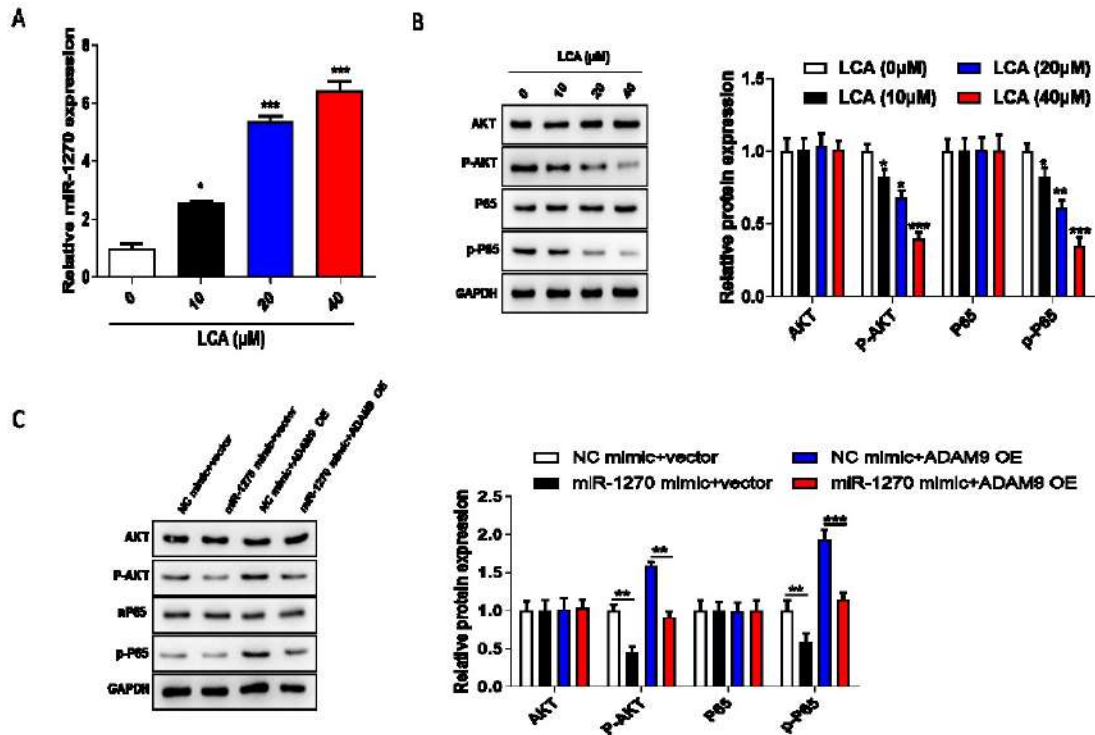 A
Relative miR-1270 expression
8
6
4
2
0
*
***
***
0
10
20
40
LCA (μM)
B
LCA (μM)
0
10
20
40
AKT
P-AKT
P65
p-P65
GAPDH
Relative protein expression
1.5
1.0
0.5
0.0
LCA (0μM)
LCA (20μM)
LCA (10μM)
LCA (40μM)
*
*
***
*
**
***
AKT
P-AKT
P65
p-P65
C
NC mimic+vector
miR-1270 mimic+vector
NC mimic+ADAM9 OE
miR-1270 mimic+ADAM9 OE
AKT
P-AKT
nP65
p-P65
GAPDH
NC mimic+vector
NC mimic+ADAM9 OE
miR-1270 mimic+vector
miR-1270 mimic+ADAM9 OE
Relative protein expression
2.5
2.0
1.5
1.0
0.5
0.0
**
**
**
***
AKT
P-AKT
P65
p-P65